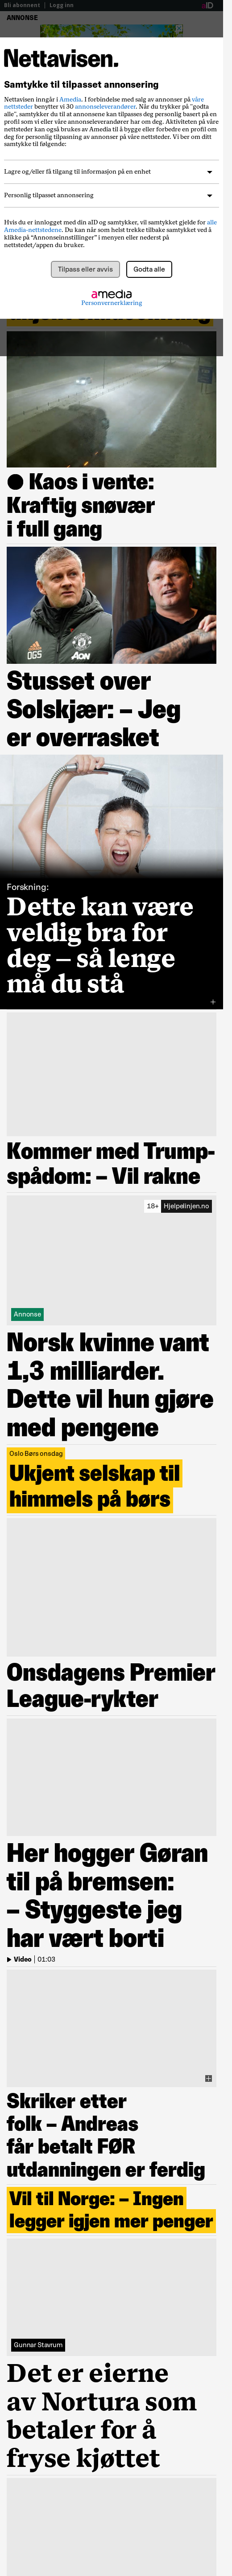 Bli abonnent | Logg inn
aID
ANNONSE
Nettavisen.
Samtykke til tilpasset annonsering
Nettavisen inngår i Amedia. I forbindelse med salg av annonser på våre
nettsteder benytter vi 30 annonseleverandører. Når du trykker på "godta
alle", samtykker du til at annonsene kan tilpasses deg personlig basert på en
profil som vi eller våre annonseleverandører har om deg. Aktiviteten din på våre
nettsteder kan også brukes av Amedia til å bygge eller forbedre en profil om
deg for personlig tilpasning av annonser på våre nettsteder. Vi ber om ditt
samtykke til følgende:
Lagre og/eller få tilgang til informasjon på en enhet
Personlig tilpasset annonsering
Hvis du er innlogget med din aID og samtykker, vil samtykket gjelde for alle
Amedia-nettstedene. Du kan når som helst trekke tilbake samtykket ved å
klikke på “Annonseinnstillinger” i menyen eller nederst på
nettstedet/appen du bruker.
Tilpass eller avvis
Godta alle
amedia
Personvernerklæring
Kaos i vente:
Kraftig snøvær
i full gang
DGS
AON
Stusset over
Solskjær: – Jeg
er overrasket
Forskning:
Dette kan være
veldig bra for
deg – så lenge
må du stå
Kommer med Trump-
spådom: – Vil rakne
18+ Hjelpelinjen.no
Annonse
Norsk kvinne vant
1,3 milliarder.
Dette vil hun gjøre
med pengene
Oslo Børs onsdag
Ukjent selskap til
himmels på børs
Onsdagens Premier
League-rykter
Her hogger Gøran
til på bremsen:
– Styggeste jeg
har vært borti
Video | 01:03
Skriker etter
folk – Andreas
får betalt FØR
utdanningen er ferdig
Vil til Norge: – Ingen
legger igjen mer penger
Gunnar Stavrum
Det er eierne
av Nortura som
betaler for å
fryse kjøttet